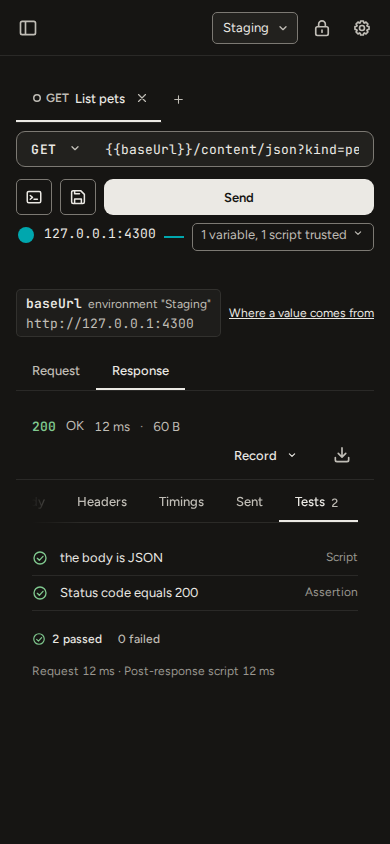 Staging
GET List pets
GET {{baseUrl}}/content/json?kind=pe
Send
127.0.0.1:4300 1 variable, 1 script trusted
baseUrl environment "Staging"
http://127.0.0.1:4300
Where a value comes from
Request Response
200 OK 12 ms · 60 B
Record
Headers Timings Sent Tests 2
the body is JSON Script
Status code equals 200 Assertion
2 passed 0 failed
Request 12 ms · Post-response script 12 ms